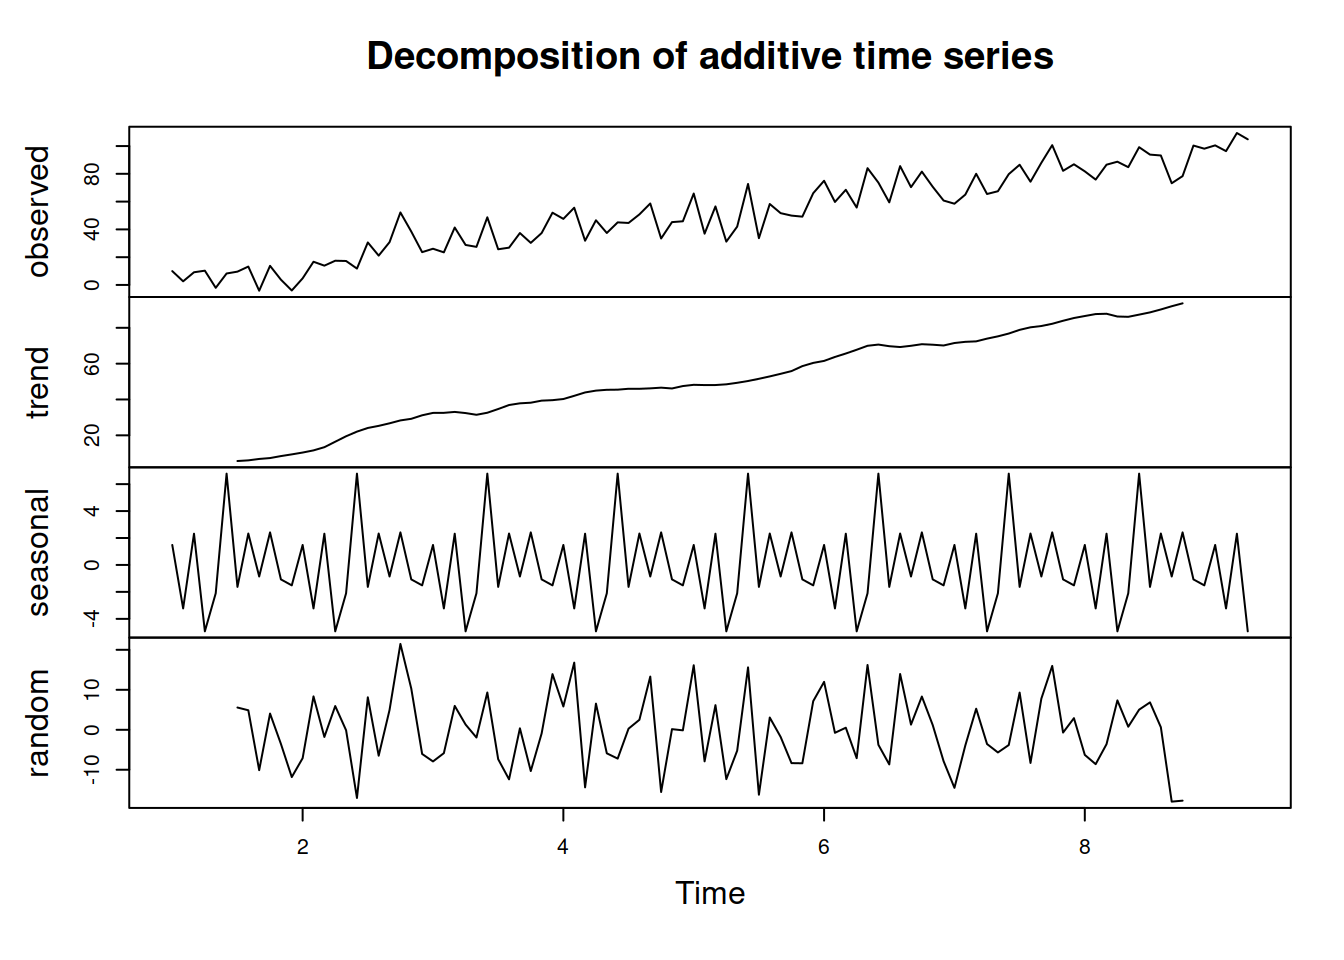 Decomposition of additive time series
observed
0 40 80
trend
20 60
seasonal
-4 0 4
random
-10 0 10
2 4 6 8
Time